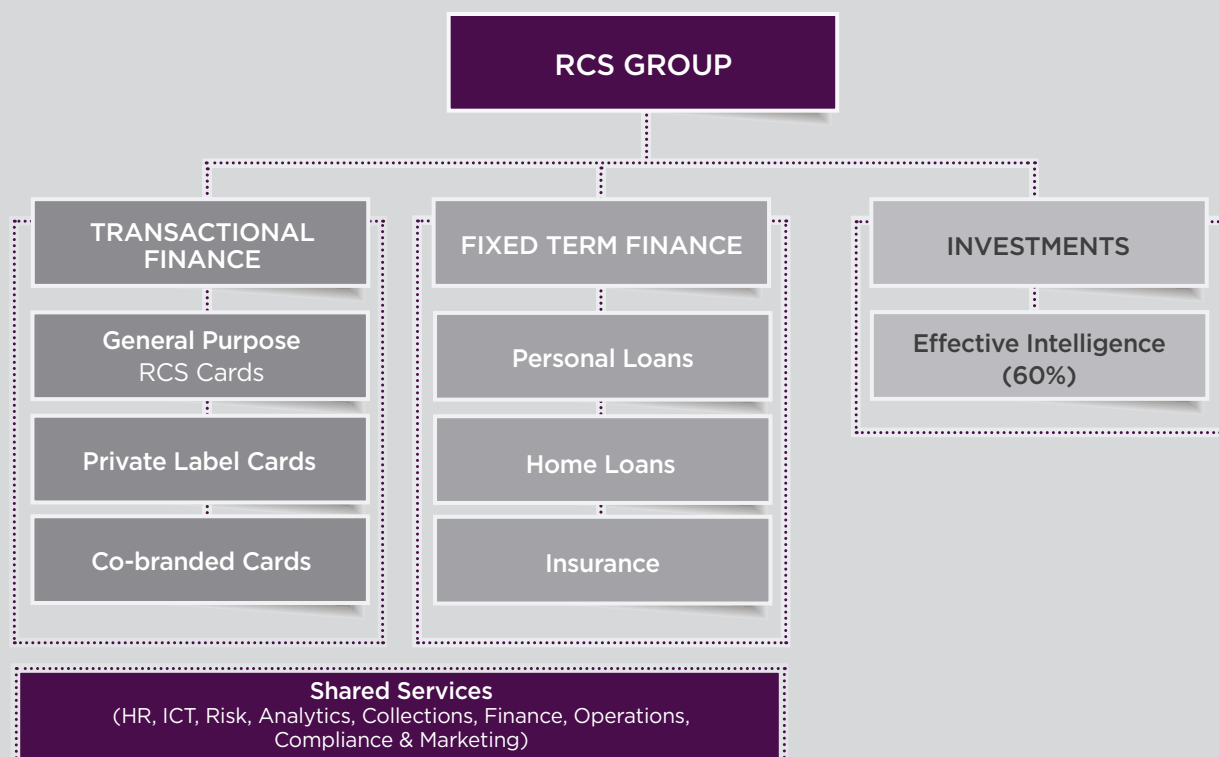 RCS GROUP
TRANSACTIONAL
FINANCE
General Purpose
RCS Cards
Private Label Cards
Co-branded Cards
FIXED TERM FINANCE
Personal Loans
Home Loans
Insurance
INVESTMENTS
Effective Intelligence
(60%)
Shared Services
(HR, ICT, Risk, Analytics, Collections, Finance, Operations,
Compliance & Marketing)